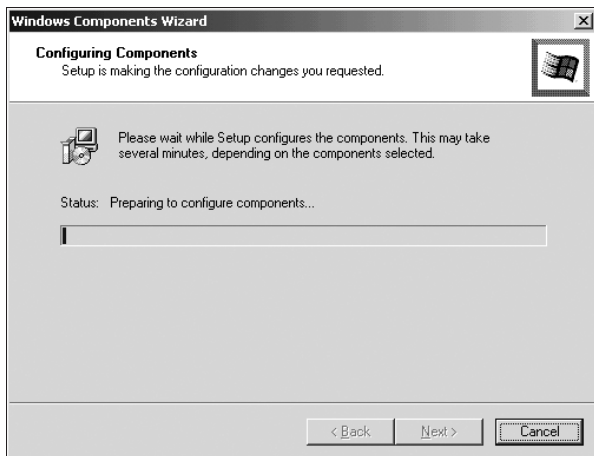 Windows Components Wizard
Configuring Components
Setup is making the configuration changes you requested.
Please wait while Setup configures the components. This may take
several minutes, depending on the components selected.
Status: Preparing to configure components...
< Back Next > Cancel